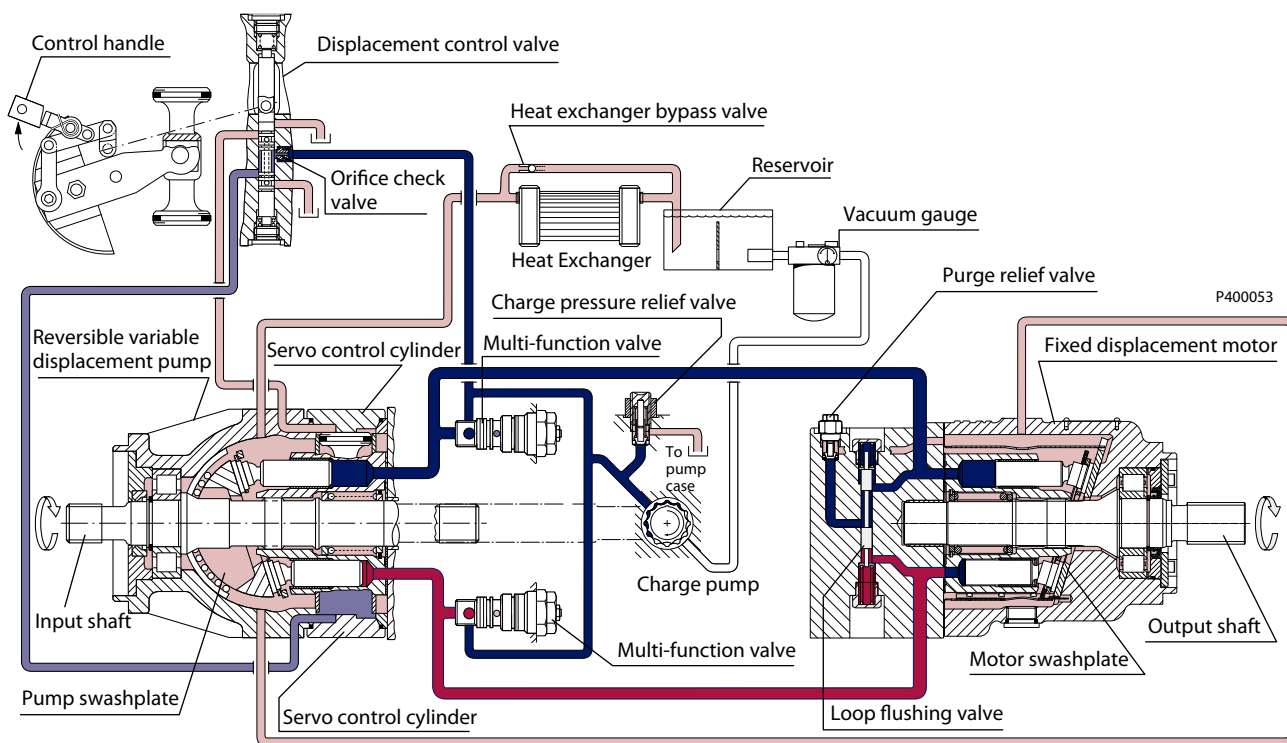 Control handle
Displacement control valve
Heat exchanger bypass valve
Reservoir
Orifice check
valve
Vacuum gauge
Heat Exchanger
Purge relief valve
P400053
Charge pressure relief valve
Reversible variable
displacement pump
Servo control cylinder
Multi-function valve
Fixed displacement motor
To
pump
case
Charge pump
Input shaft
Output shaft
Multi-function valve
Motor swashplate
Pump swashplate
Loop flushing valve
Servo control cylinder